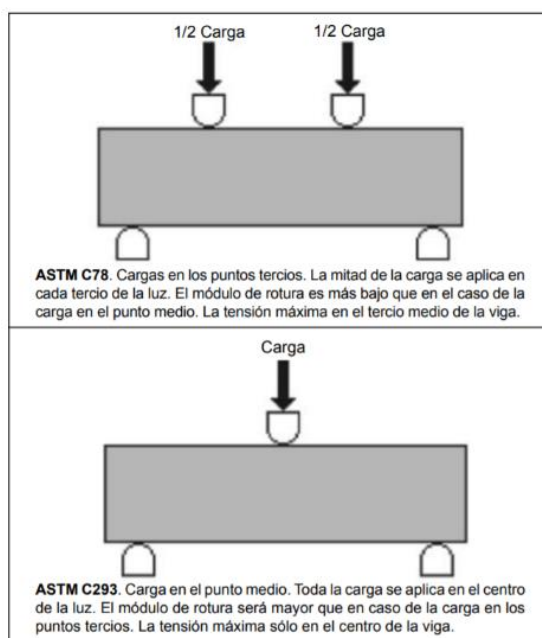 1/2 Carga 1/2 Carga
ASTM C78. Cargas en los puntos tercios. La mitad de la carga se aplica en
cada tercio de la luz. El módulo de rotura es más bajo que en el caso de la
carga en el punto medio. La tensión máxima en el tercio medio de la viga.
Carga
ASTM C293. Carga en el punto medio. Toda la carga se aplica en el centro
de la luz. El módulo de rotura será mayor que en caso de la carga en los
puntos tercios. La tensión máxima sólo en el centro de la viga.